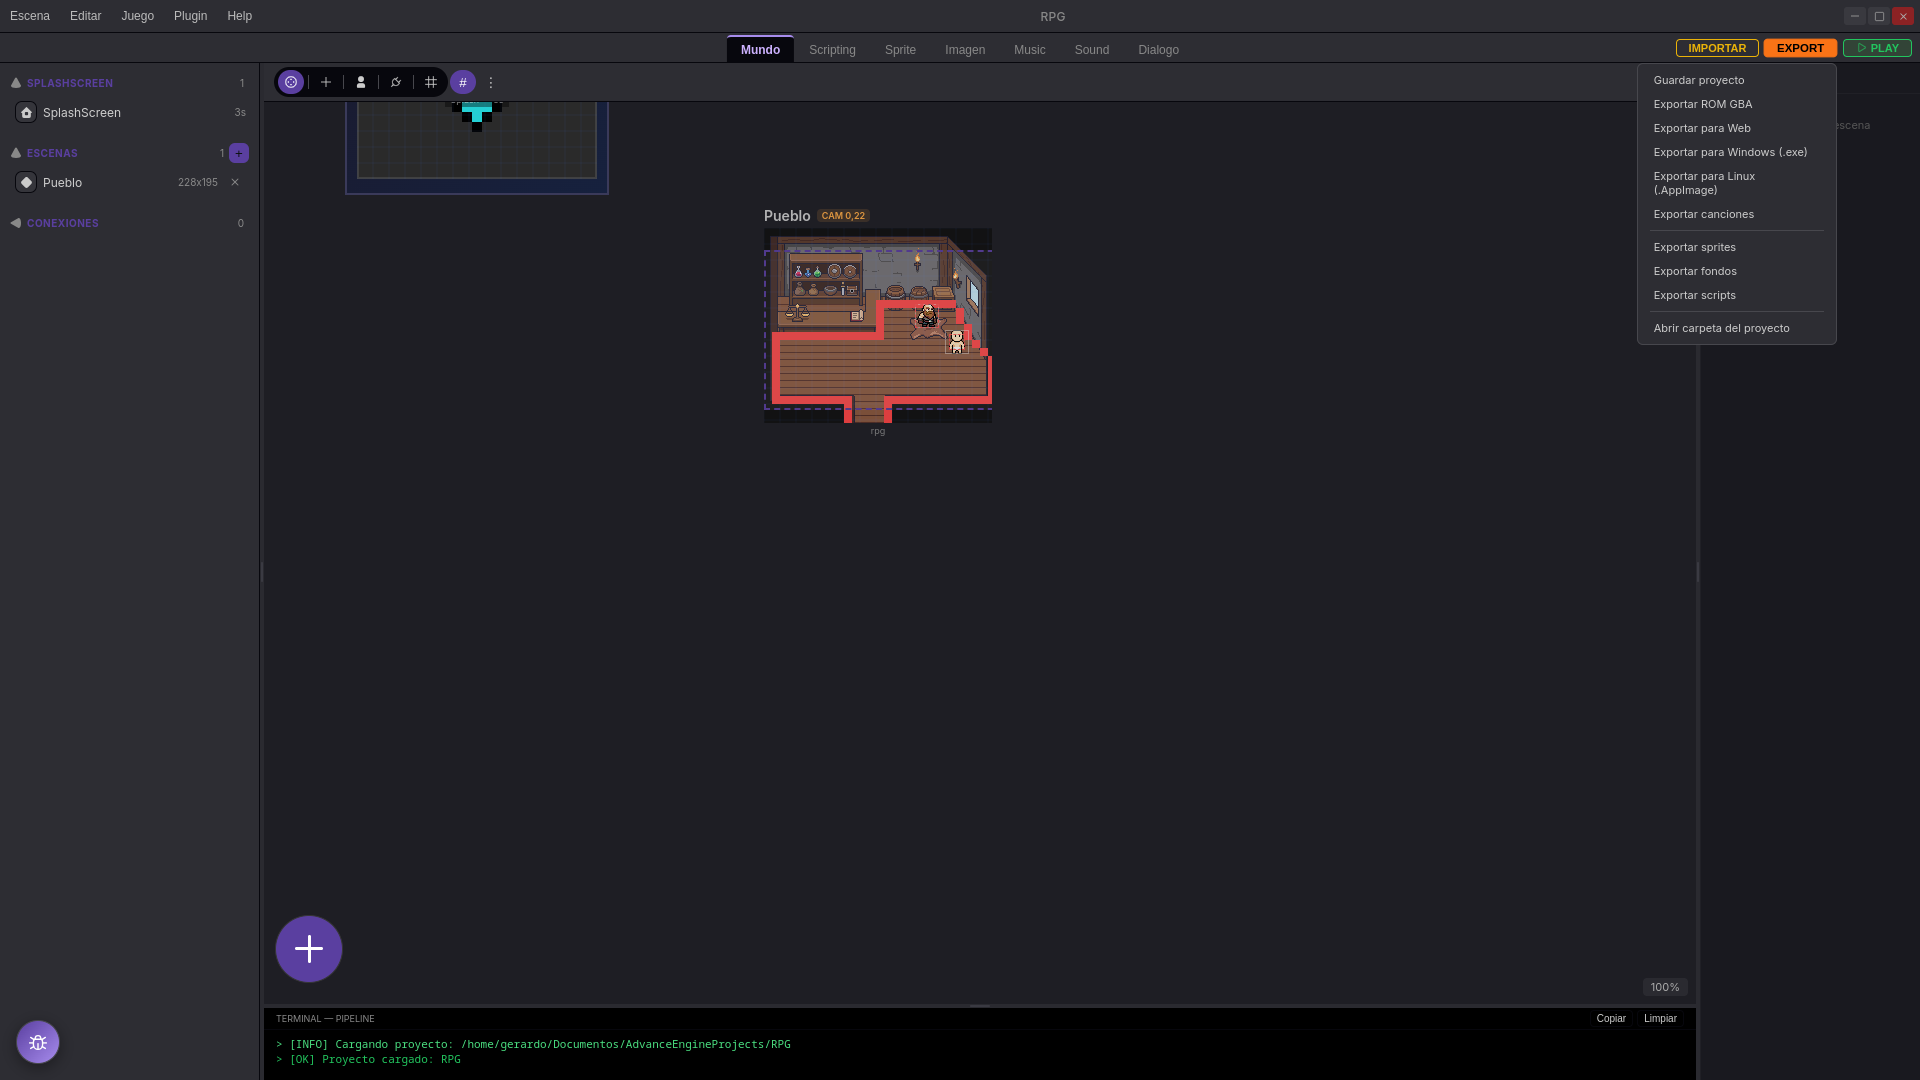 Escena Editar Juego Plugin Help
RPG
Mundo Scripting Sprite Imagen Music Sound Dialogo
IMPORTAR EXPORT PLAY
SPLASHSCREEN 1
SplashScreen 3s
ESCENAS 1 +
Pueblo 228x195 ×
CONEXIONES 0
#
Guardar proyecto
Exportar ROM GBA
Exportar para Web
Exportar para Windows (.exe)
Exportar para Linux
(.AppImage)
Exportar canciones
Exportar sprites
Exportar fondos
Exportar scripts
Abrir carpeta del proyecto
escena
Pueblo CAM 0,22
rpg
100%
TERMINAL — PIPELINE
Copiar Limpiar
> [INFO] Cargando proyecto: /home/gerardo/Documentos/AdvanceEngineProjects/RPG
> [OK] Proyecto cargado: RPG